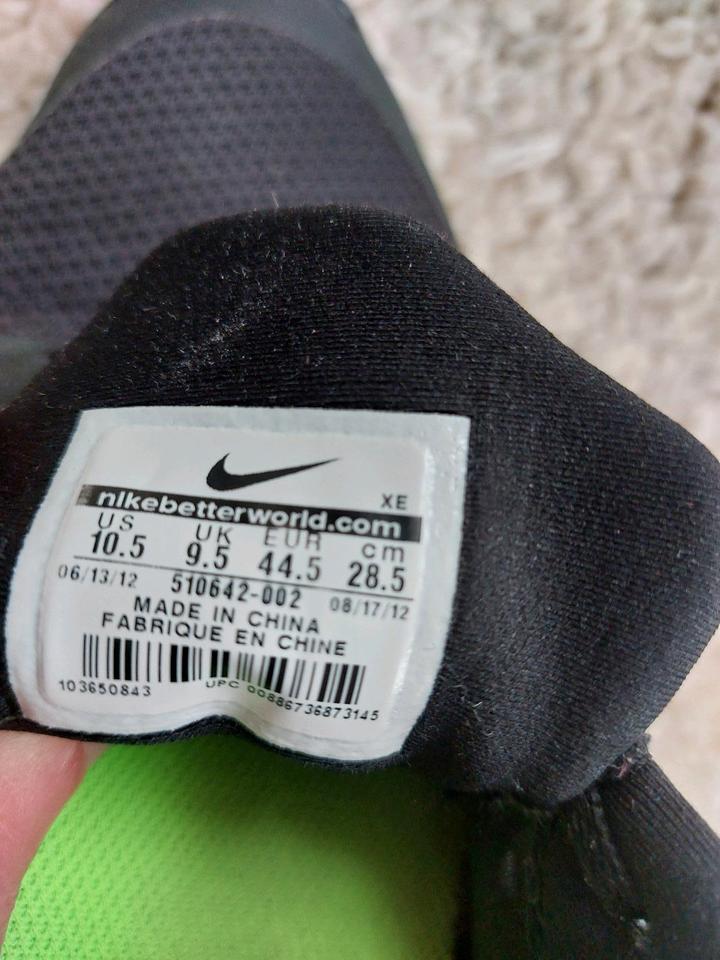 XE
nikebetterworld.com
US UK EUR cm
10.5 9.5 44.5 28.5
06/13/12 510642-002 08/17/12
MADE IN CHINA
FABRIQUE EN CHINE
103650843 UPC 00886736873145